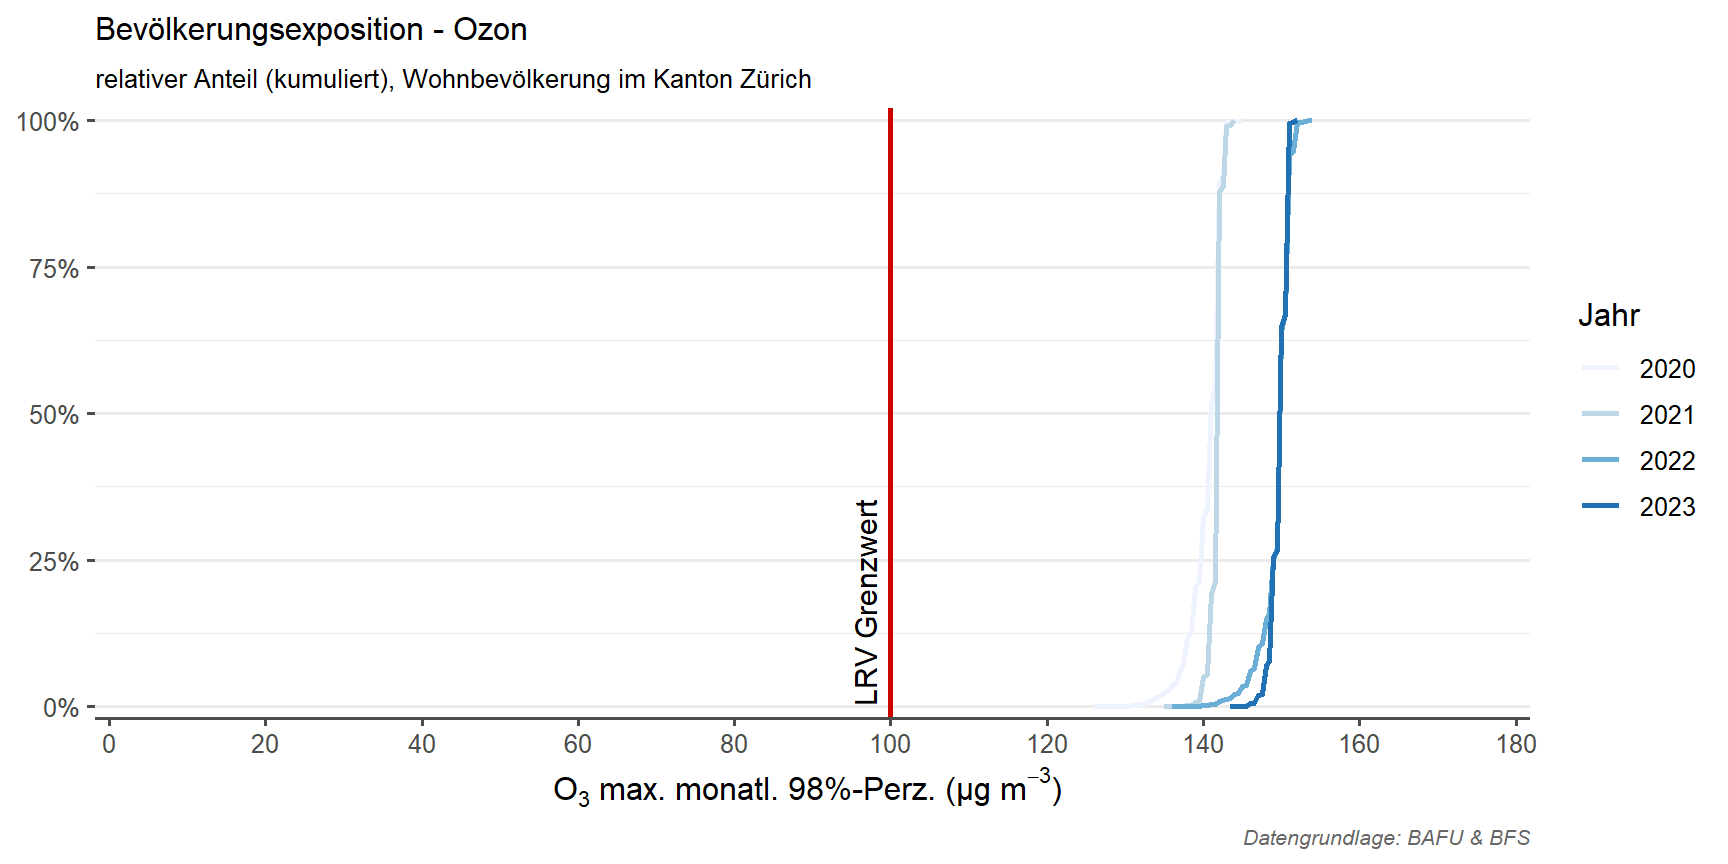 Bevölkerungsexposition - Ozon
relativer Anteil (kumuliert), Wohnbevölkerung im Kanton Zürich
100%
75%
50%
25%
0%
LRV Grenzwert
0 20 40 60 80 100 120 140 160 180
O₃ max. monatl. 98%-Perz. (µg m⁻³)
Jahr
2020
2021
2022
2023
Datengrundlage: BAFU & BFS